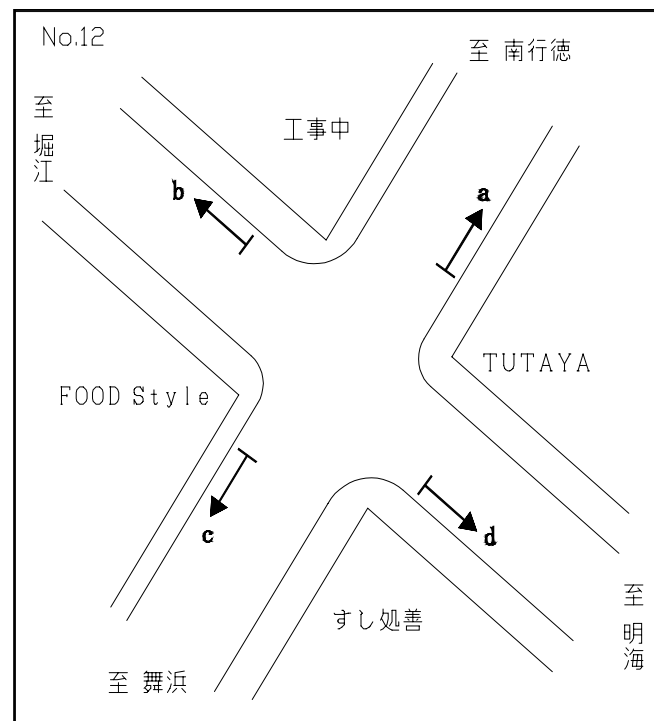 No.12
至 南行徳
至 堀江
工事中
b
a
TUTAYA
FOOD Style
c
d
すし処善
至 明海
至 舞浜